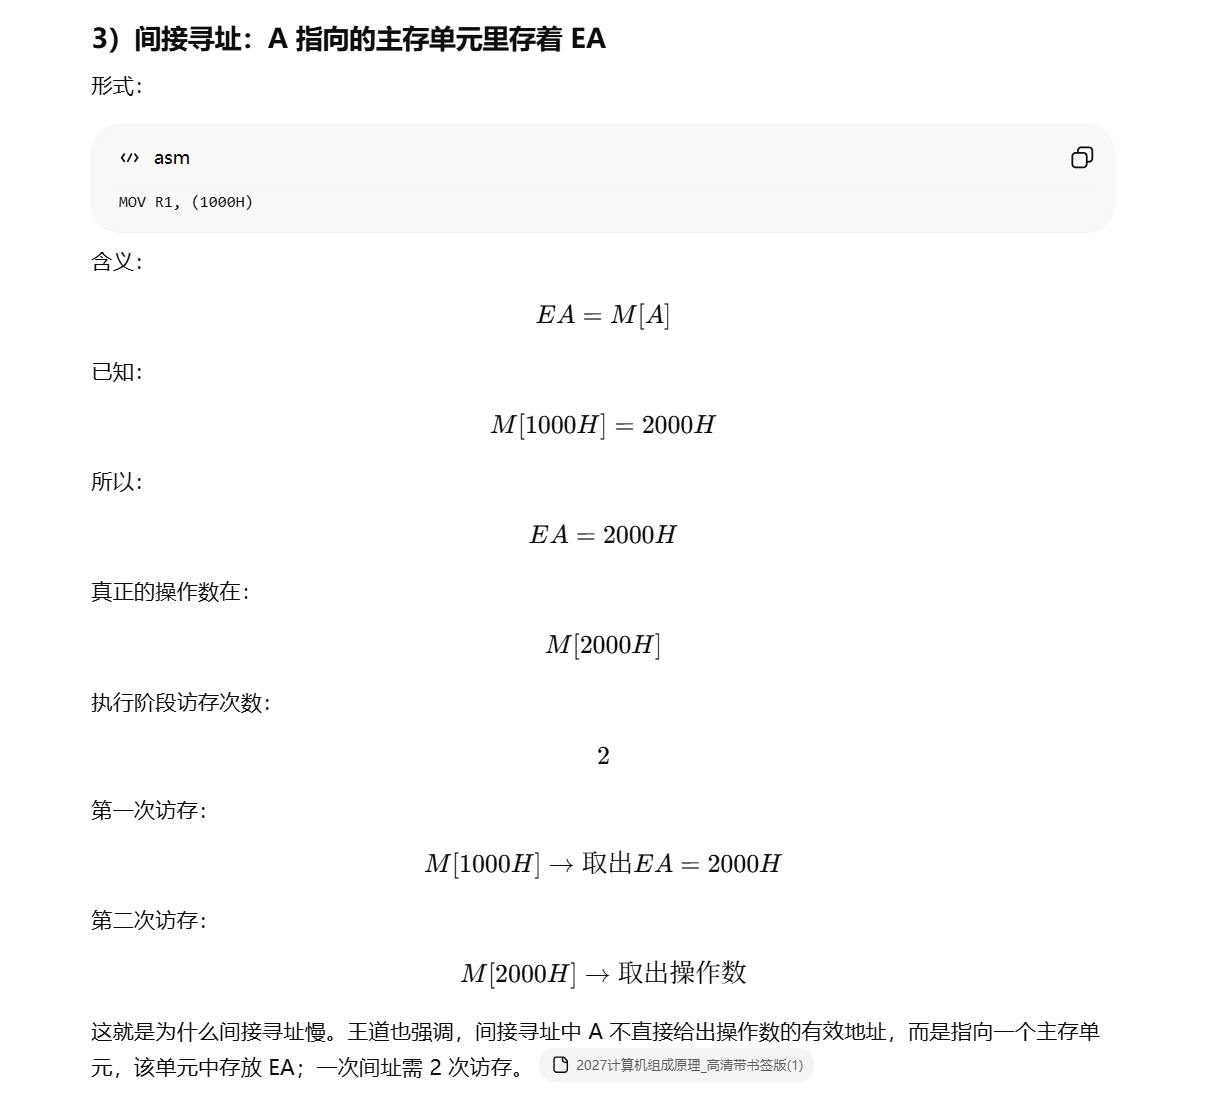 3）间接寻址：A 指向的主存单元里存着 EA
形式：
asm
MOV R1, (1000H)
含义：
EA = M[A]
已知：
M[1000H] = 2000H
所以：
EA = 2000H
真正的操作数在：
M[2000H]
执行阶段访存次数：
2
第一次访存：
M[1000H] → 取出EA = 2000H
第二次访存：
M[2000H] → 取出操作数
这就是为什么间接寻址慢。王道也强调，间接寻址中 A 不直接给出操作数的有效地址，而是指向一个主存单
元，该单元中存放 EA；一次间址需 2 次访存。 2027计算机组成原理_高清带书签版(1)